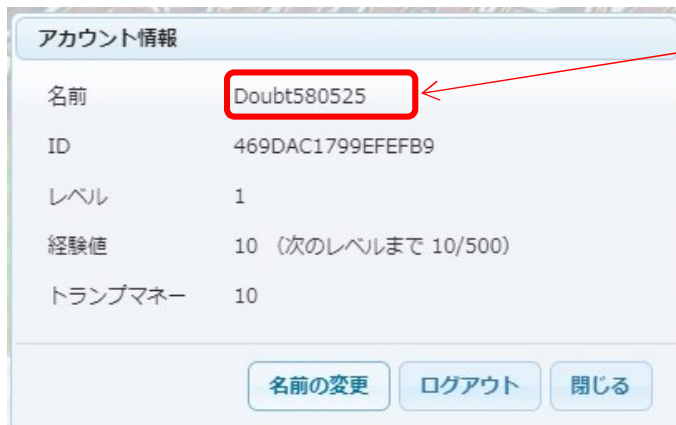 アカウント情報
名前 Doubt580525
ID 469DAC1799EFEFB9
レベル 1
経験値 10 （次のレベルまで 10/500）
トランプマネー 10
名前の変更 ログアウト 閉じる